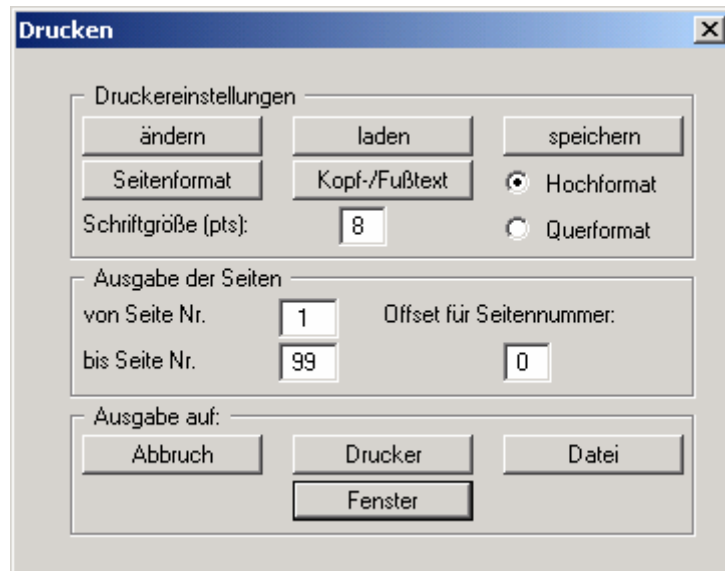 Drucken
Druckereinstellungen
ändern laden speichern
Seitenformat Kopf-/Fußtext Hochformat
Schriftgröße (pts): 8 Querformat
Ausgabe der Seiten
von Seite Nr. 1 Offset für Seitennummer:
bis Seite Nr. 99 0
Ausgabe auf:
Abbruch Drucker Datei
Fenster